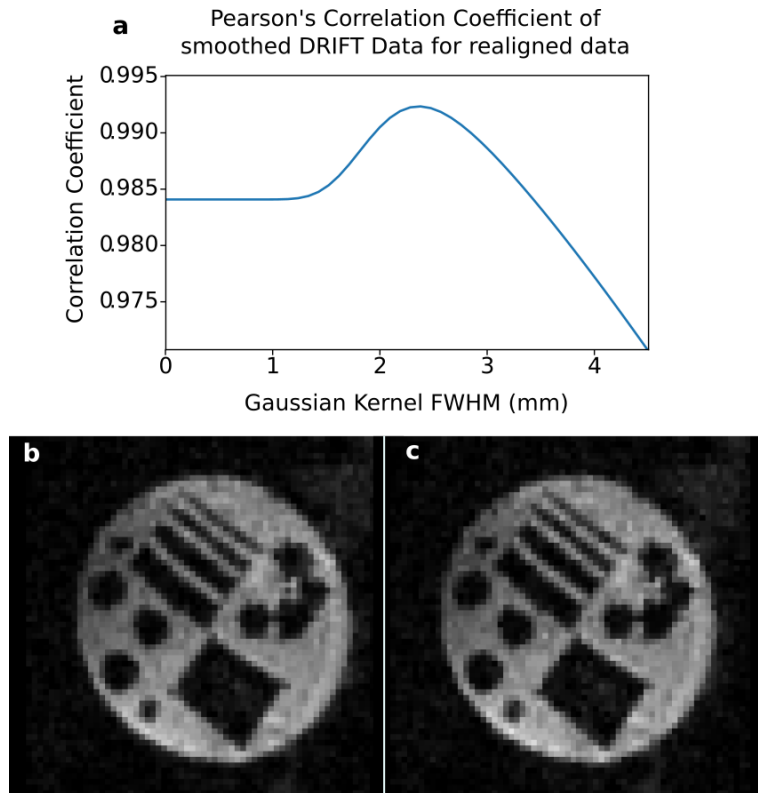 a
Pearson's Correlation Coefficient of
smoothed DRIFT Data for realigned data
Correlation Coefficient
0.995
0.990
0.985
0.980
0.975
0 1 2 3 4
Gaussian Kernel FWHM (mm)
b c